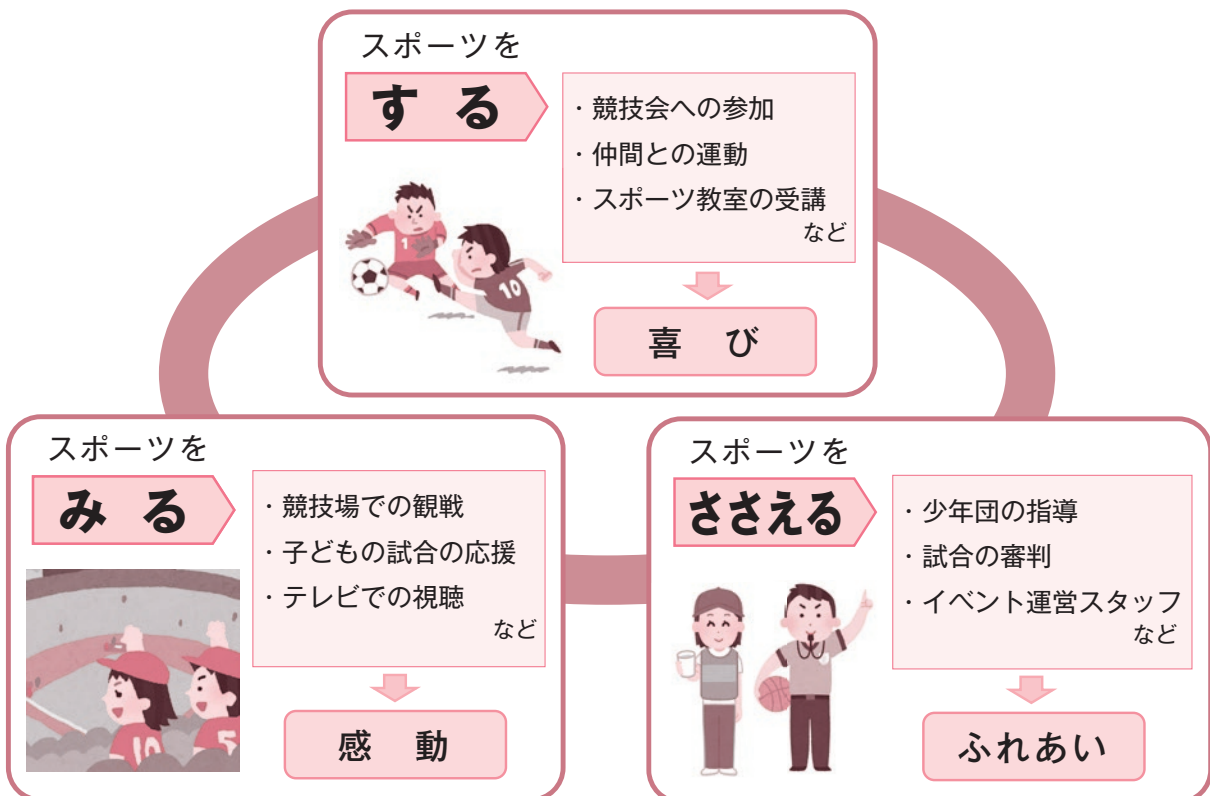 スポーツを
する
・競技会への参加
・仲間との運動
・スポーツ教室の受講
など
喜び
1
10
スポーツを
みる
・競技場での観戦
・子どもの試合の応援
・テレビでの視聴
など
感動
10
5
スポーツを
ささえる
・少年団の指導
・試合の審判
・イベント運営スタッフ
など
ふれあい